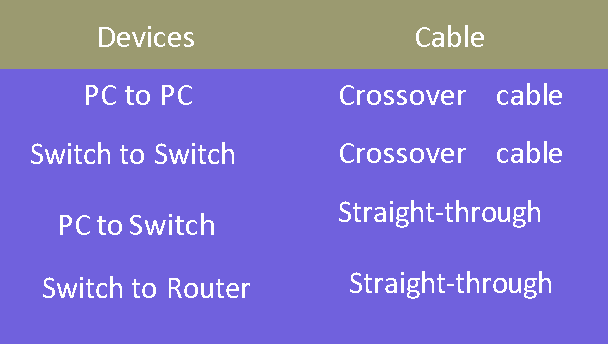 Devices Cable
PC to PC Crossover cable
Switch to Switch Crossover cable
PC to Switch Straight-through
Switch to Router Straight-through